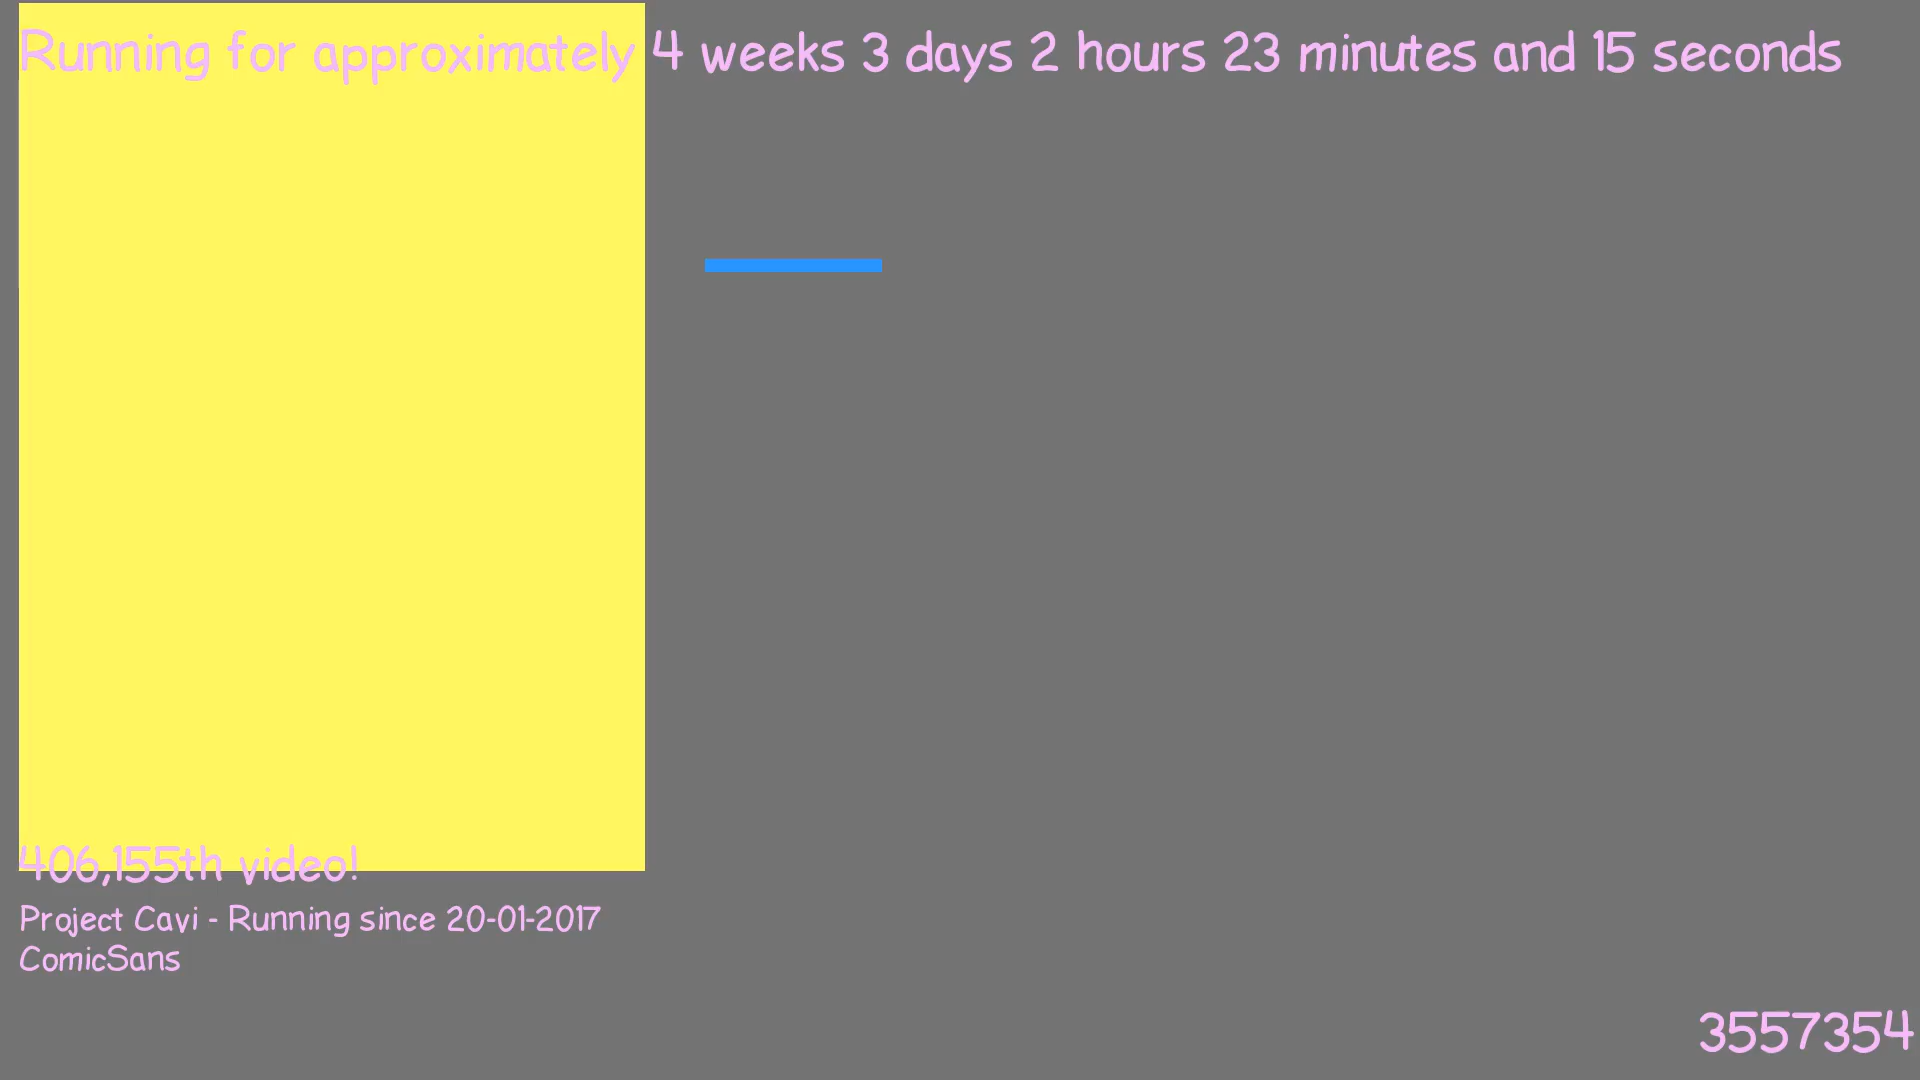 Running for approximately 4 weeks 3 days 2 hours 23 minutes and 15 seconds
406,155th video!
Project Cavi - Running since 20-01-2017
ComicSans
3557354